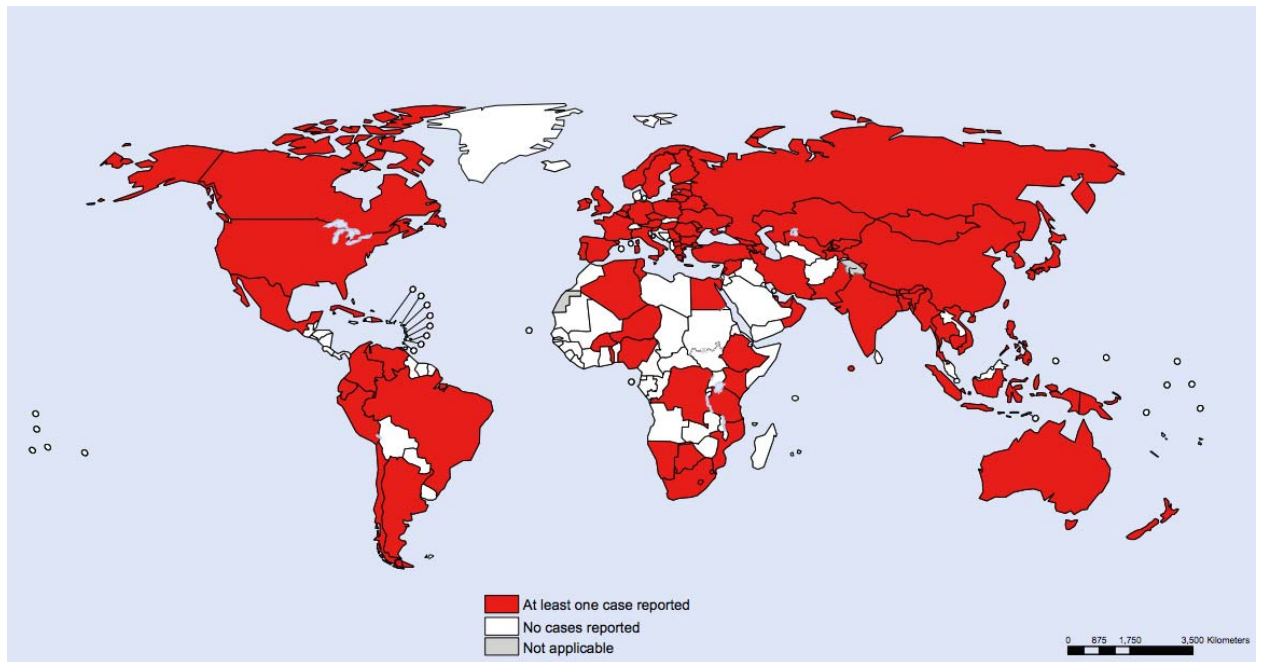 At least one case reported
No cases reported
Not applicable
0 875 1,750 3,500 Kilometers